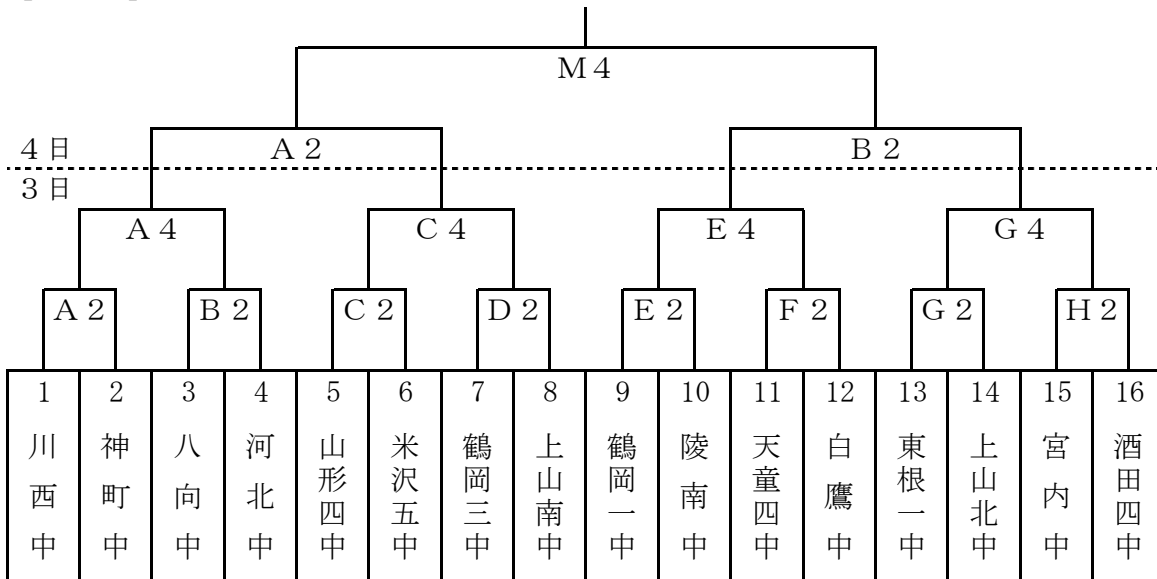 M4
4日
A2
B2
3日
A4
C4
E4
G4
A2
B2
C2
D2
E2
F2
G2
H2
1
2
3
4
5
6
7
8
9
10
11
12
13
14
15
16
川西中
神町中
八向中
河北中
山形四中
米沢五中
鶴岡三中
上山南中
鶴岡一中
陵南中
天童四中
白鷹中
東根一中
上山北中
宮内中
酒田四中